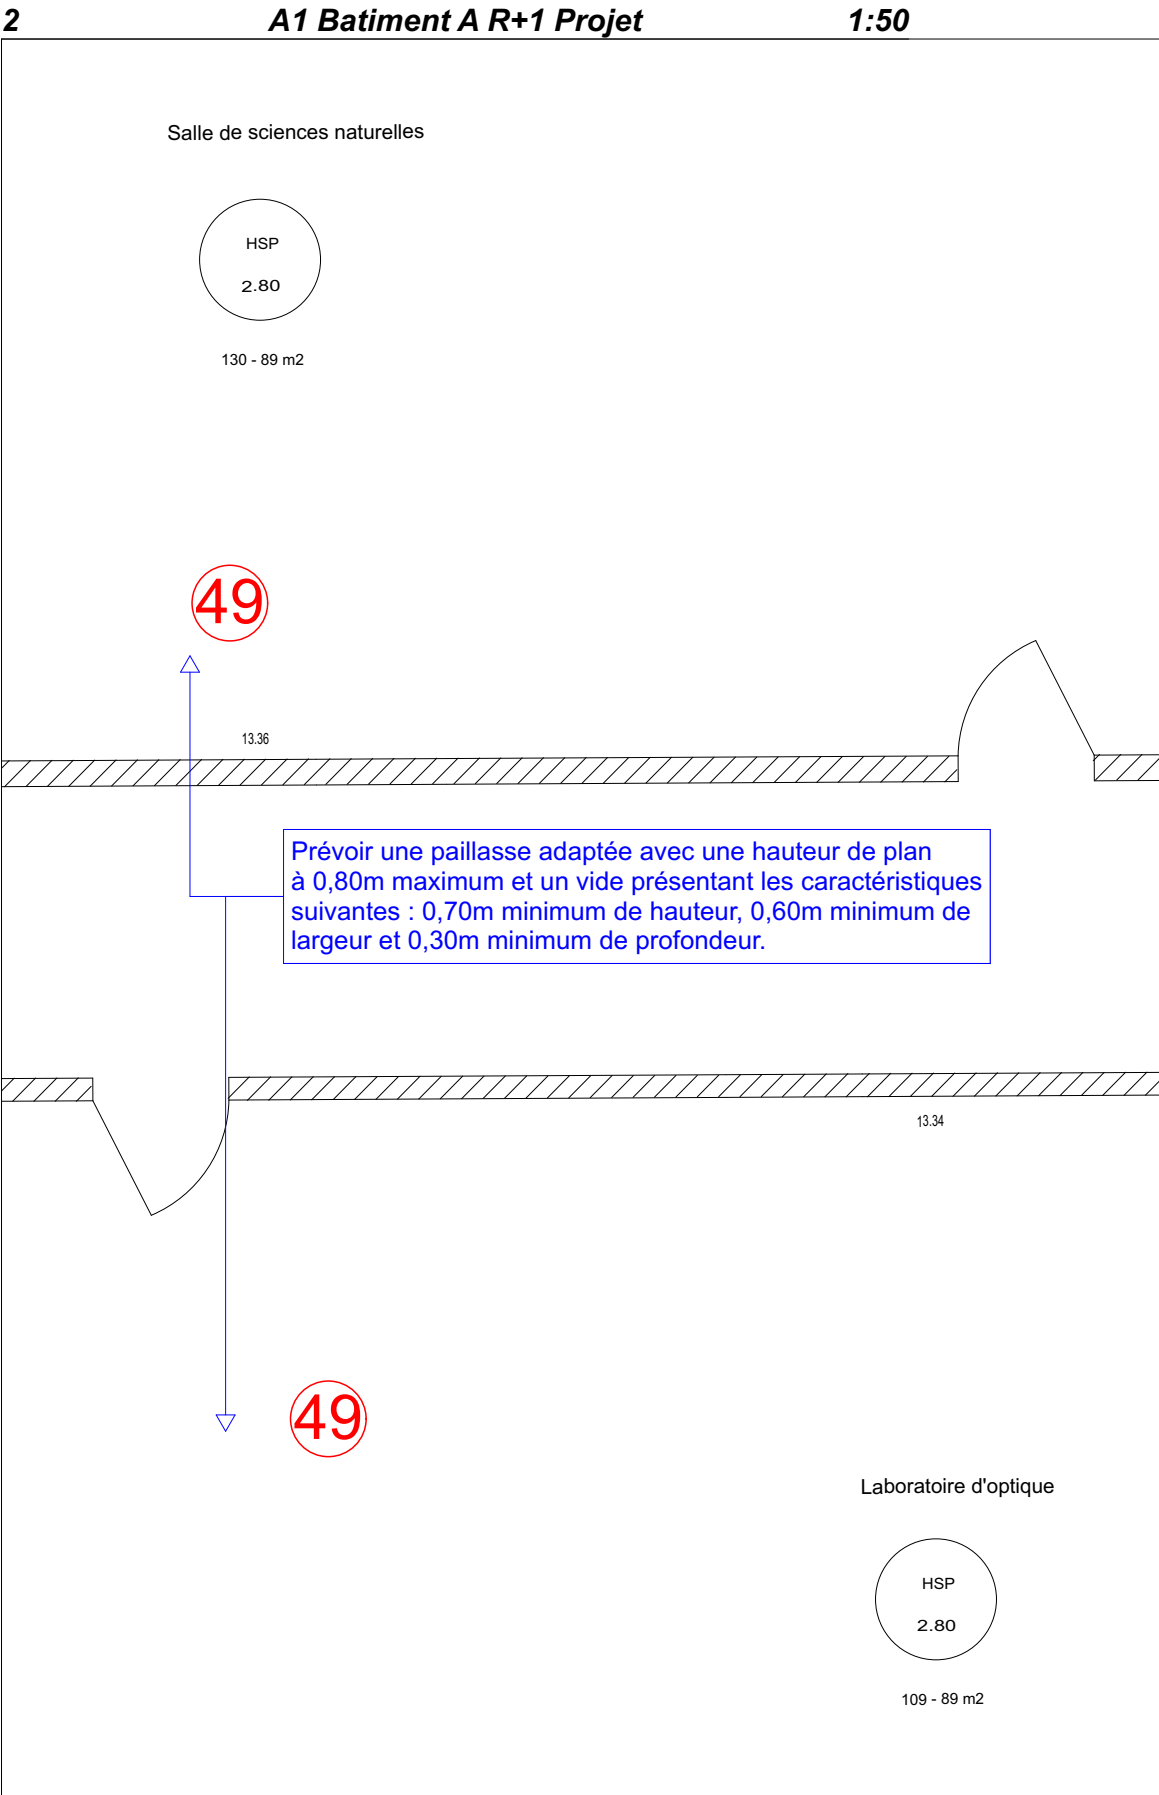 2 A1 Batiment A R+1 Projet 1:50
Salle de sciences naturelles
HSP
2.80
130 - 89 m2
49
13.36
Prévoir une paillasse adaptée avec une hauteur de plan
à 0,80m maximum et un vide présentant les caractéristiques
suivantes : 0,70m minimum de hauteur, 0,60m minimum de
largeur et 0,30m minimum de profondeur.
13.34
49
Laboratoire d'optique
HSP
2.80
109 - 89 m2